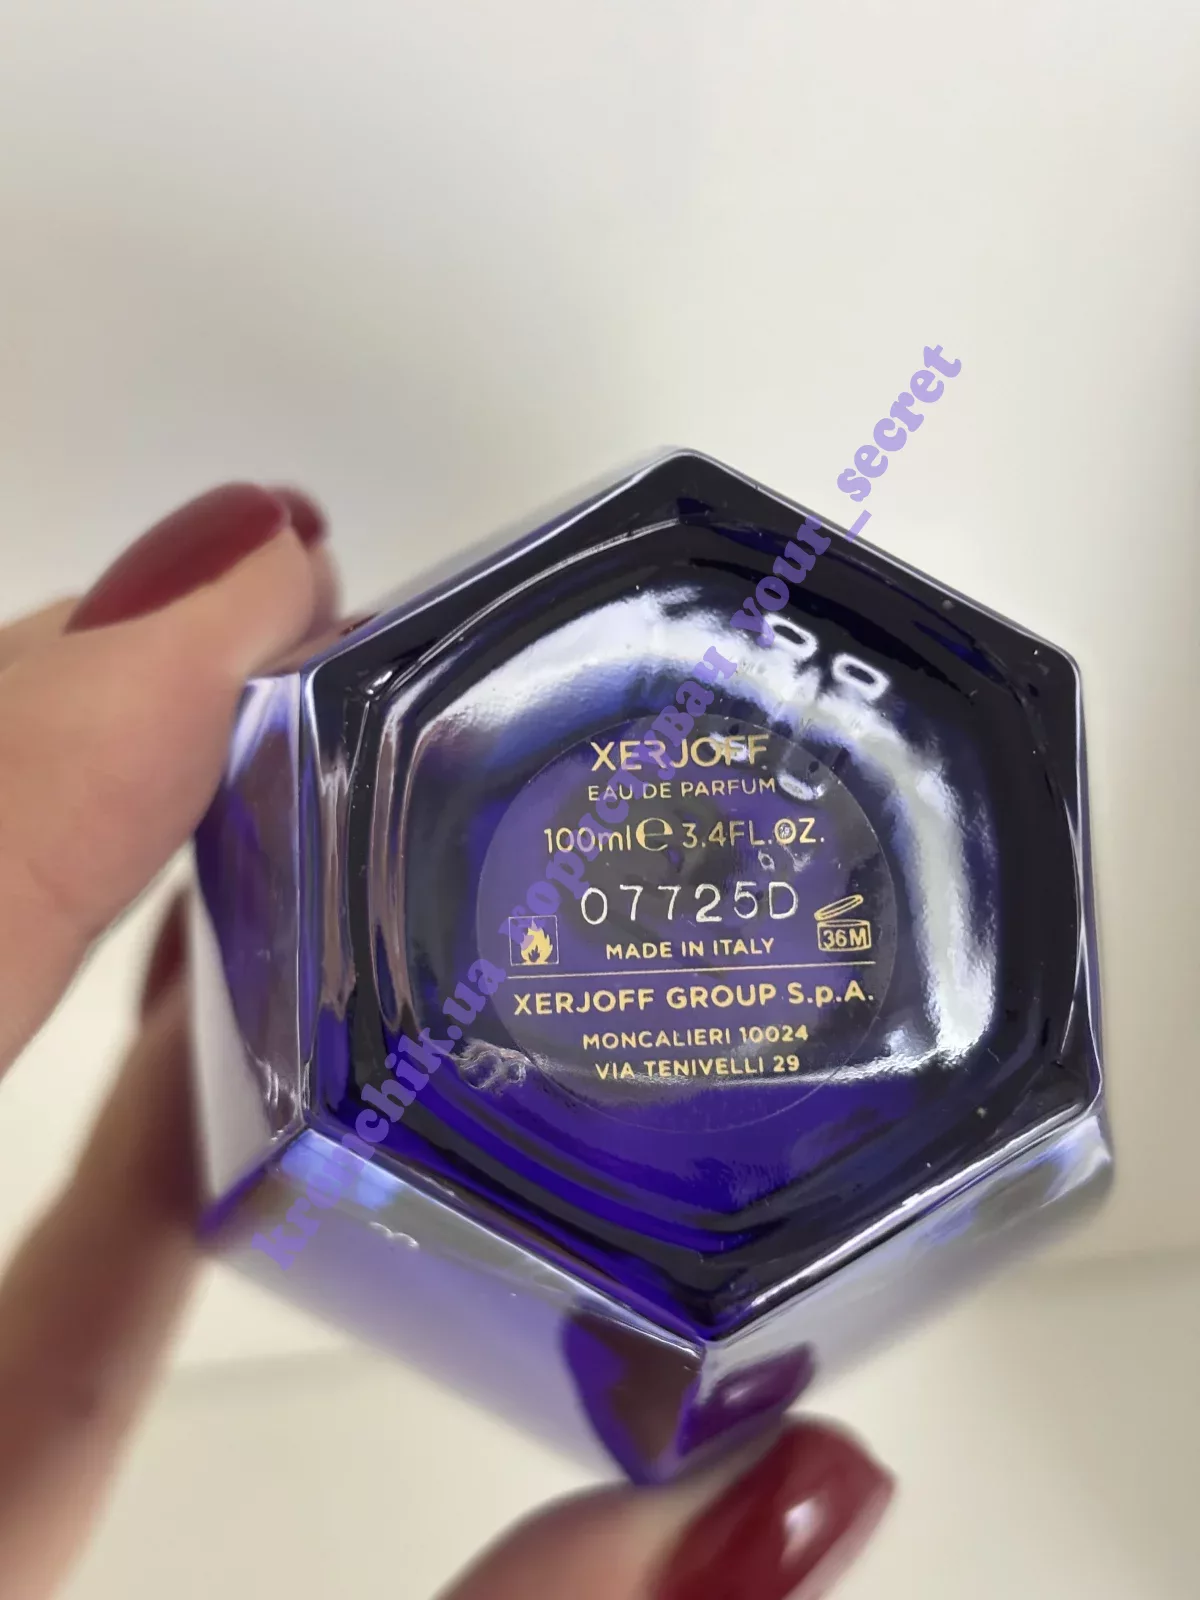 XERJOFF
EAU DE PARFUM
100ml℮ 3.4FL.OZ.
07725D
36M
MADE IN ITALY
XERJOFF GROUP S.p.A.
MONCALIERI 10024
VIA TENIVELLI 29
your_secret